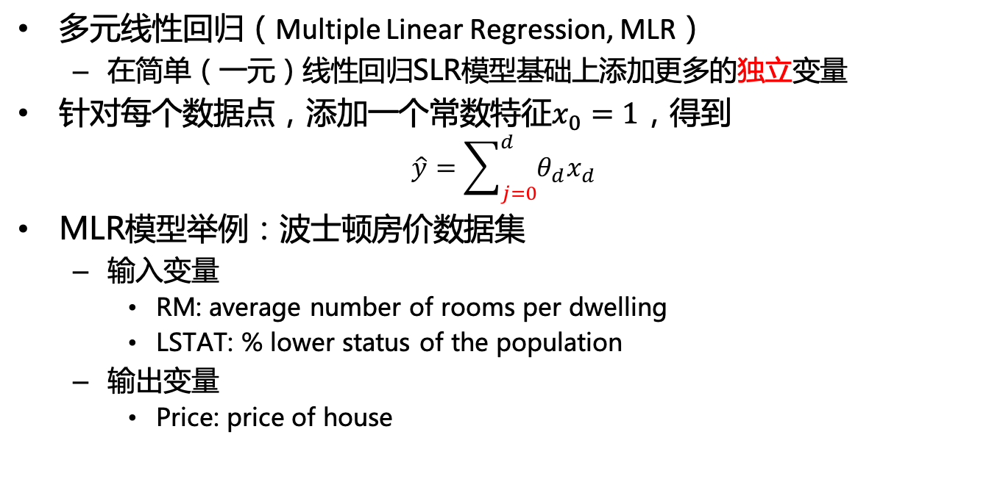 • 多元线性回归（Multiple Linear Regression, MLR）
– 在简单（一元）线性回归SLR模型基础上添加更多的独立变量
• 针对每个数据点，添加一个常数特征x₀ = 1，得到
ŷ = ∑_{j=0}^{d} θ_d x_d
• MLR模型举例：波士顿房价数据集
– 输入变量
• RM: average number of rooms per dwelling
• LSTAT: % lower status of the population
– 输出变量
• Price: price of house